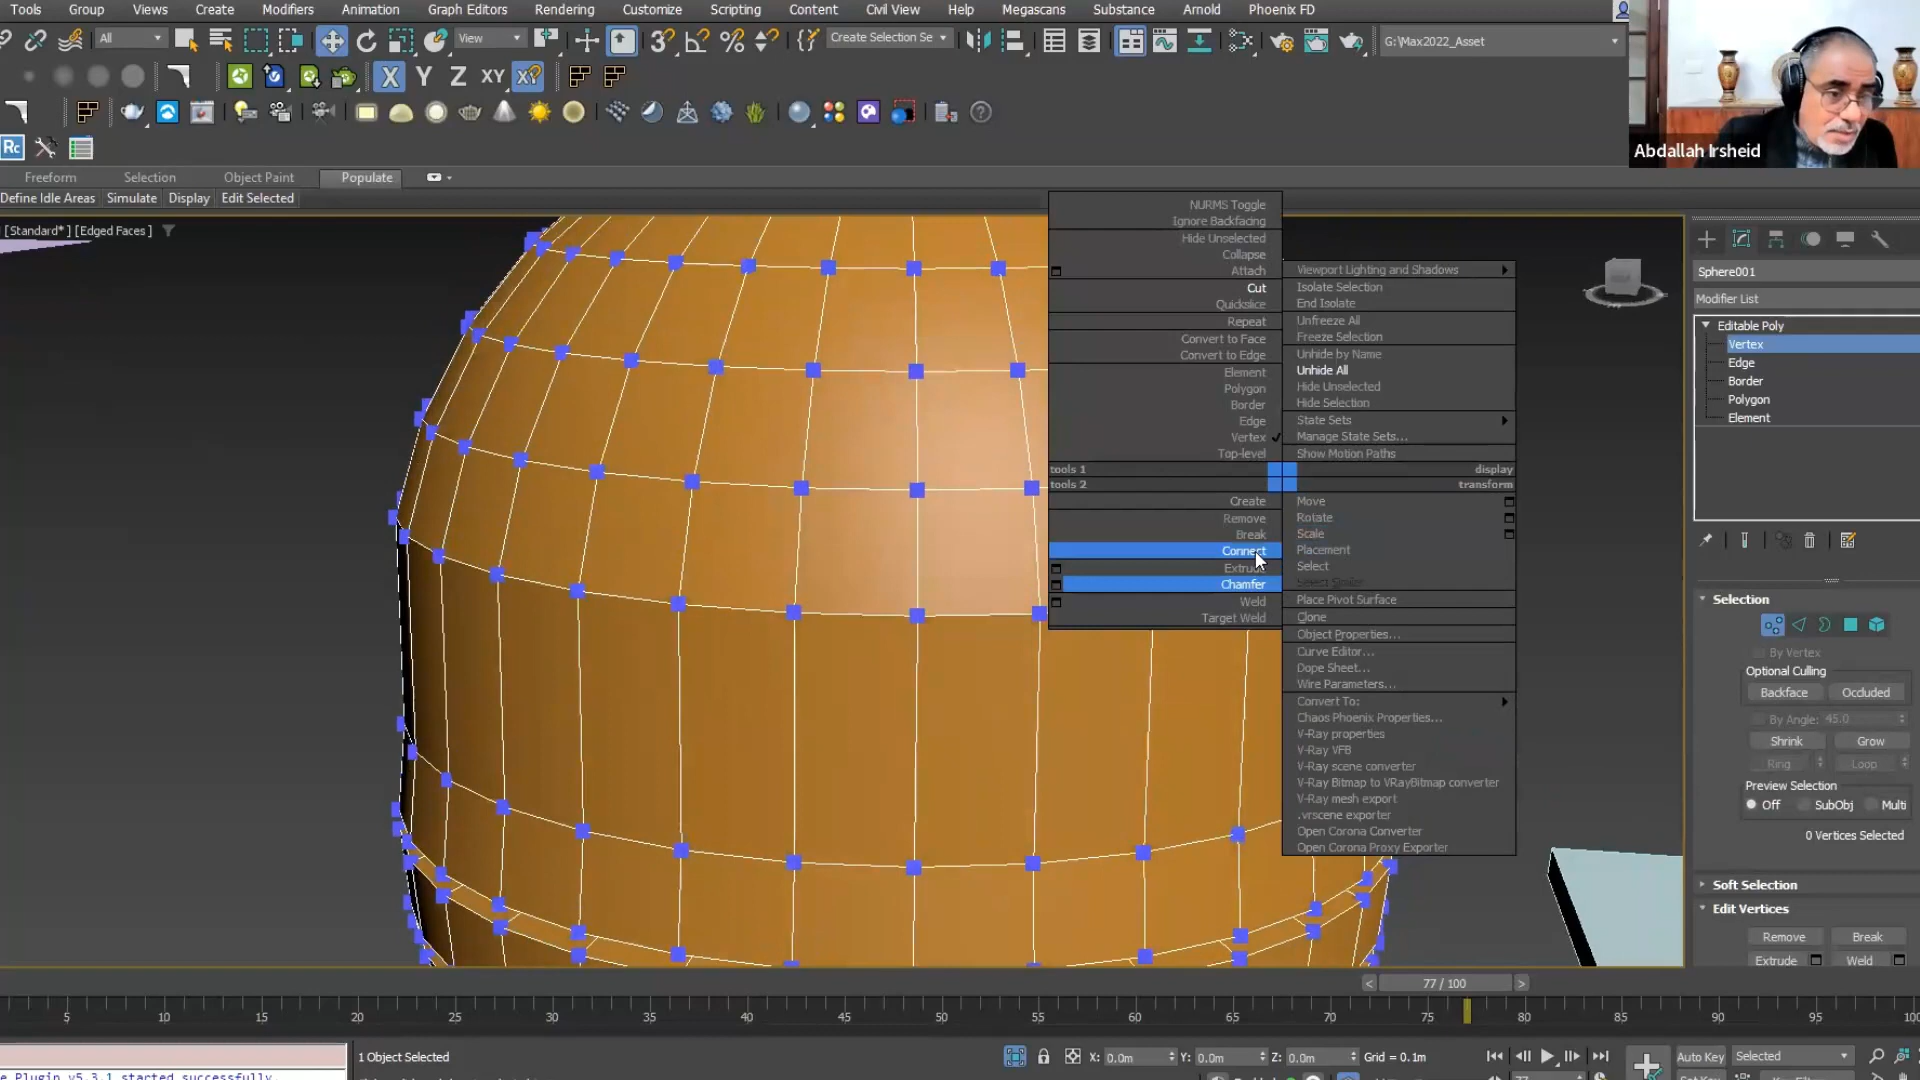 Tools Group Views Create Modifiers Animation Graph Editors Rendering Customize Scripting Content Civil View Help Megascans Substance Arnold Phoenix FD
All View Create Selection Se G:\Max2022_Asset
X Y Z XY
Abdallah Irsheid
Rc
Freeform Selection Object Paint Populate
Define Idle Areas Simulate Display Edit Selected
[Standard* ] [Edged Faces ]
NURMS Toggle
Ignore Backfacing
Hide Unselected
Collapse
Attach
Cut
Quickslice
Repeat
Convert to Face
Convert to Edge
Element
Polygon
Border
Edge
Vertex
Top-level
tools 1
tools 2
Create
Remove
Break
Connect
Extrude
Chamfer
Weld
Target Weld
Viewport Lighting and Shadows
Isolate Selection
End Isolate
Unfreeze All
Freeze Selection
Unhide by Name
Unhide All
Hide Unselected
Hide Selection
State Sets
Manage State Sets...
Show Motion Paths
display
transform
Move
Rotate
Scale
Placement
Select
Select Similar
Place Pivot Surface
Clone
Object Properties...
Curve Editor...
Dope Sheet...
Wire Parameters...
Convert To:
Chaos Phoenix Properties...
V-Ray properties
V-Ray VFB
V-Ray scene converter
V-Ray Bitmap to VRayBitmap converter
V-Ray mesh export
.vrscene exporter
Open Corona Converter
Open Corona Proxy Exporter
Sphere001
Modifier List
Editable Poly
Vertex
Edge
Border
Polygon
Element
Selection
By Vertex
Optional Culling
Backface Occluded
By Angle: 45.0
Shrink Grow
Ring Loop
Preview Selection
Off SubObj Multi
0 Vertices Selected
Soft Selection
Edit Vertices
Remove Break
Extrude Weld
< 77 / 100 >
5 10 15 20 25 30 35 40 45 50 55 60 65 70 75 80 85 90 95 100
1 Object Selected X: 0.0m Y: 0.0m Z: 0.0m Grid = 0.1m Auto Key Selected
e Plugin v5.3.1 started successfully.